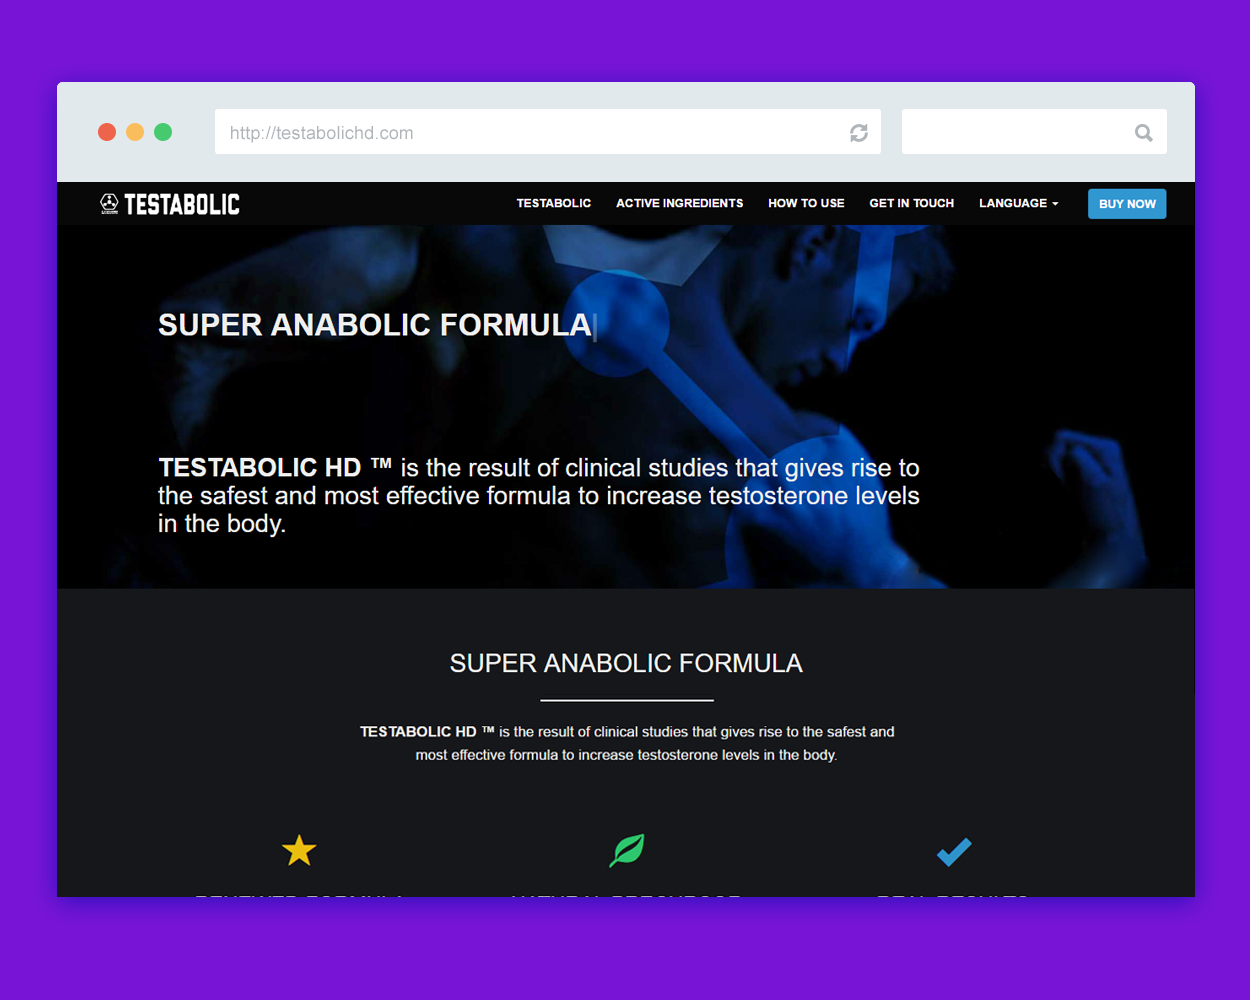 http://testabolichd.com
TESTABOLIC
TESTABOLIC ACTIVE INGREDIENTS HOW TO USE GET IN TOUCH LANGUAGE BUY NOW
SUPER ANABOLIC FORMULA
TESTABOLIC HD ™ is the result of clinical studies that gives rise to
the safest and most effective formula to increase testosterone levels
in the body.
SUPER ANABOLIC FORMULA
TESTABOLIC HD ™ is the result of clinical studies that gives rise to the safest and
most effective formula to increase testosterone levels in the body.